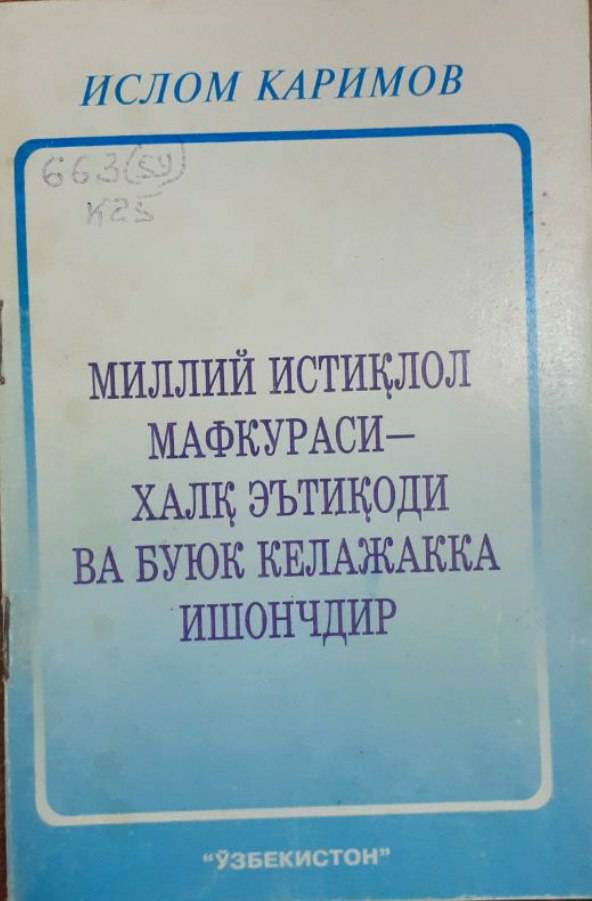 ИСЛОМ КАРИМОВ
663(5У)
К25
МИЛЛИЙ ИСТИҚЛОЛ
МАФКУРАСИ–
ХАЛҚ ЭЪТИҚОДИ
ВА БУЮК КЕЛАЖАККА
ИШОНЧДИР
"ЎЗБЕКИСТОН"